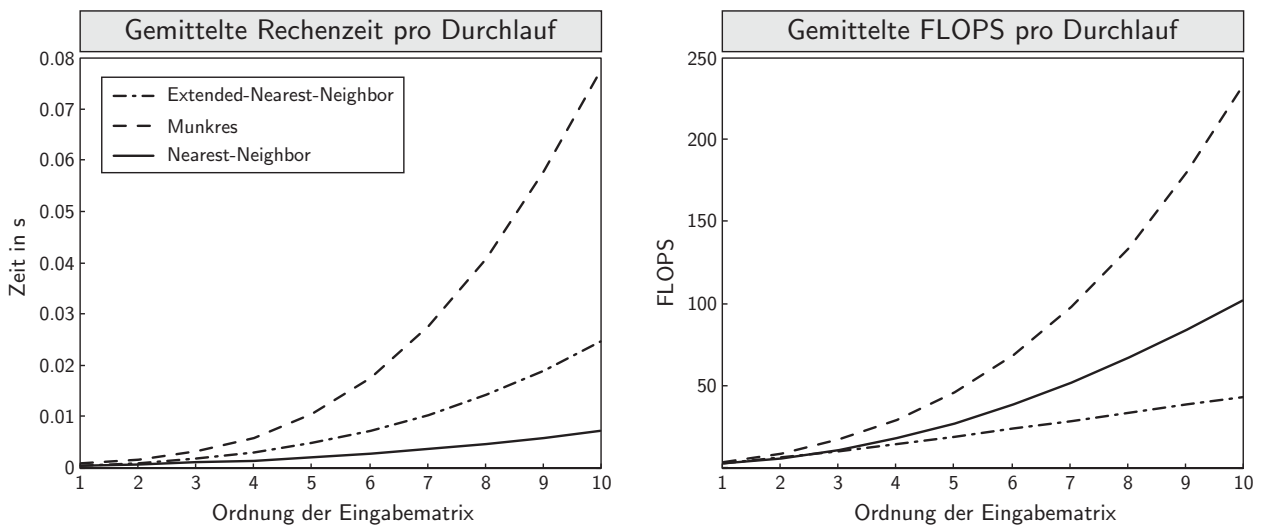 Gemittelte Rechenzeit pro Durchlauf
0.08
0.07
0.06
0.05
0.04
0.03
0.02
0.01
0
Zeit in s
Extended-Nearest-Neighbor
Munkres
Nearest-Neighbor
1 2 3 4 5 6 7 8 9 10
Ordnung der Eingabematrix
Gemittelte FLOPS pro Durchlauf
250
200
150
100
50
FLOPS
1 2 3 4 5 6 7 8 9 10
Ordnung der Eingabematrix